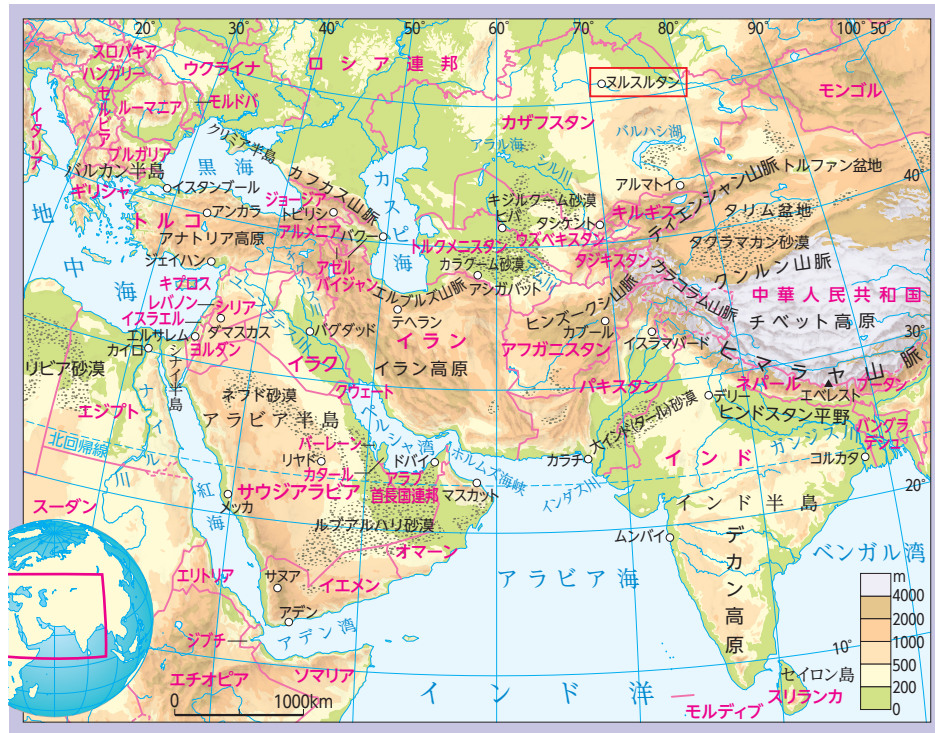 20°
30°
40°
50°
60°
70°
80°
90°
100°
50°
スロバキア
ハンガリー
ウクライナ
ロシア連邦
ヌルスルタン
モンゴル
イタリア
セルビア
ルーマニア
モルドバ
カザフスタン
クリミア半島
アラル海
シル川
バルハシ湖
ブルガリア
バルカン半島
黒海
カフカス山脈
カスピ海
アルマトイ
テンシャン山脈
トルファン盆地
40°
ギリシャ
イスタンブール
ジョージア
トビリシ
キジルクーム砂漠
ヒバ
タシケント
キルギス
タリム盆地
地中海
トルコ
アンカラ
アルメニア
バクー
トルクメニスタン
ウズベキスタン
タクラマカン砂漠
アナトリア高原
アゼルバイジャン
カラクーム砂漠
タジキスタン
クンルン山脈
ジェイハン
エルブルズ山脈
アシガバット
カラコラム山脈
中華人民共和国
キプロス
レバノン
シリア
テヘラン
ヒンズークシ山脈
カブール
チベット高原
30°
イスラエル
エルサレム
ダマスカス
ユーフラテス川
バグダッド
イラン
アフガニスタン
イスラマバード
ヒマラヤ山脈
カイロ
シナイ半島
ヨルダン
イラク
イラン高原
ネパール
ブータン
リビア砂漠
ネフド砂漠
クウェート
パキスタン
デリー
エベレスト
エジプト
ナイル川
アラビア半島
ペルシャ湾
大インド(タール)砂漠
ヒンドスタン平野
バングラデシュ
北回帰線
バーレーン
ホルムズ海峡
ガンジス川
リヤド
カタール
ドバイ
カラチ
インド
コルカタ
サウジアラビア
アラブ首長国連邦
マスカット
インダス川
20°
スーダン
紅海
メッカ
ルブアルハリ砂漠
インド半島
オマーン
ムンバイ
デカン高原
ベンガル湾
エリトリア
サヌア
イエメン
アラビア海
m
4000
2000
1000
500
200
0
アデン
アデン湾
ジブチ
10°
エチオピア
ソマリア
セイロン島
スリランカ
インド洋
モルディブ
0
1000km